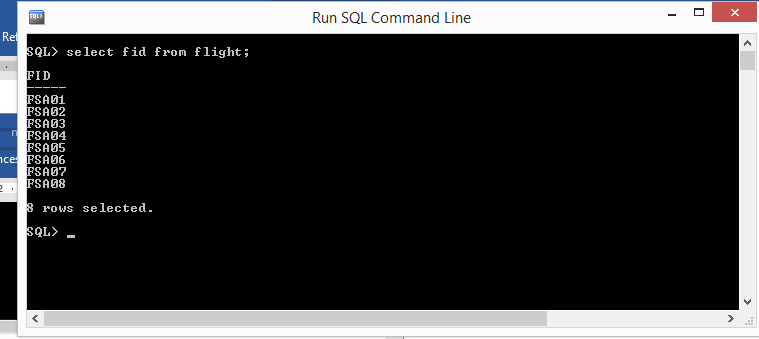 Run SQL Command Line
SQL> select fid from flight;
FID
-----
FSA01
FSA02
FSA03
FSA04
FSA05
FSA06
FSA07
FSA08
8 rows selected.
SQL> _